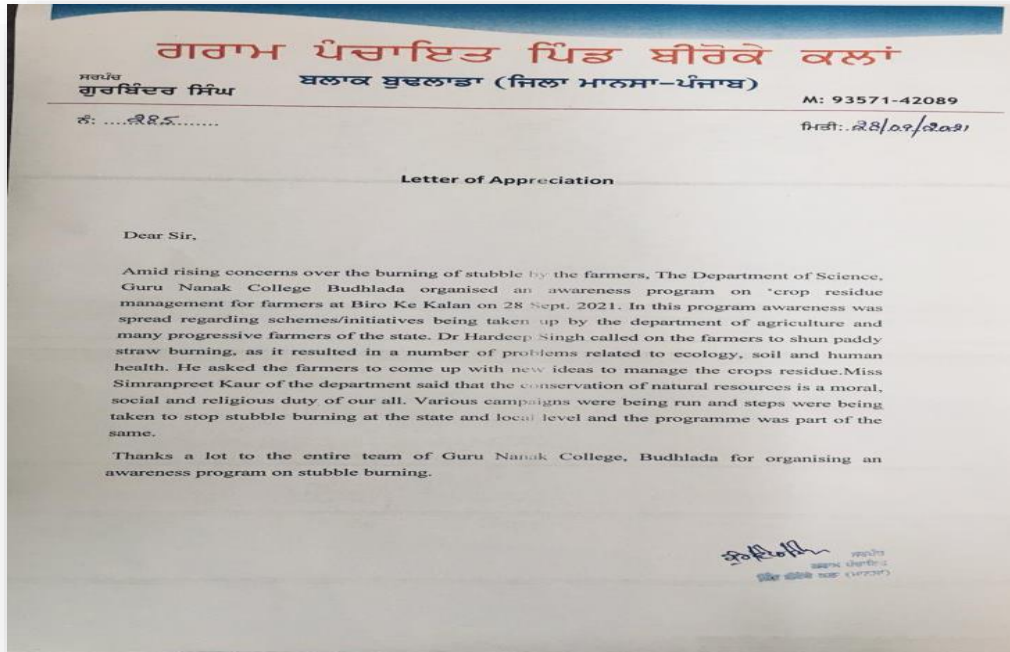 ਗਰਾਮ ਪੰਚਾਇਤ ਪਿੰਡ ਬੀਰੋਕੇ ਕਲਾਂ
ਸਰਪੰਚ
ਗੁਰਬਿੰਦਰ ਸਿੰਘ
ਬਲਾਕ ਬੁਢਲਾਡਾ (ਜਿਲਾ ਮਾਨਸਾ-ਪੰਜਾਬ)
M: 93571-42089
ਨੰ: ....285.......
ਮਿਤੀ:.28/09/2021
Letter of Appreciation
Dear Sir,
Amid rising concerns over the burning of stubble by the farmers, The Department of Science,
Guru Nanak College Budhlada organised an awareness program on "crop residue
management for farmers at Biro Ke Kalan on 28 Sept. 2021. In this program awareness was
spread regarding schemes/initiatives being taken up by the department of agriculture and
many progressive farmers of the state. Dr Hardeep Singh called on the farmers to shun paddy
straw burning, as it resulted in a number of problems related to ecology, soil and human
health. He asked the farmers to come up with new ideas to manage the crops residue.Miss
Simranpreet Kaur of the department said that the conservation of natural resources is a moral,
social and religious duty of our all. Various campaigns were being run and steps were being
taken to stop stubble burning at the state and local level and the programme was part of the
same.
Thanks a lot to the entire team of Guru Nanak College, Budhlada for organising an
awareness program on stubble burning.
ਸਰਪੰਚ
ਗਰਾਮ ਪੰਚਾਇਤ